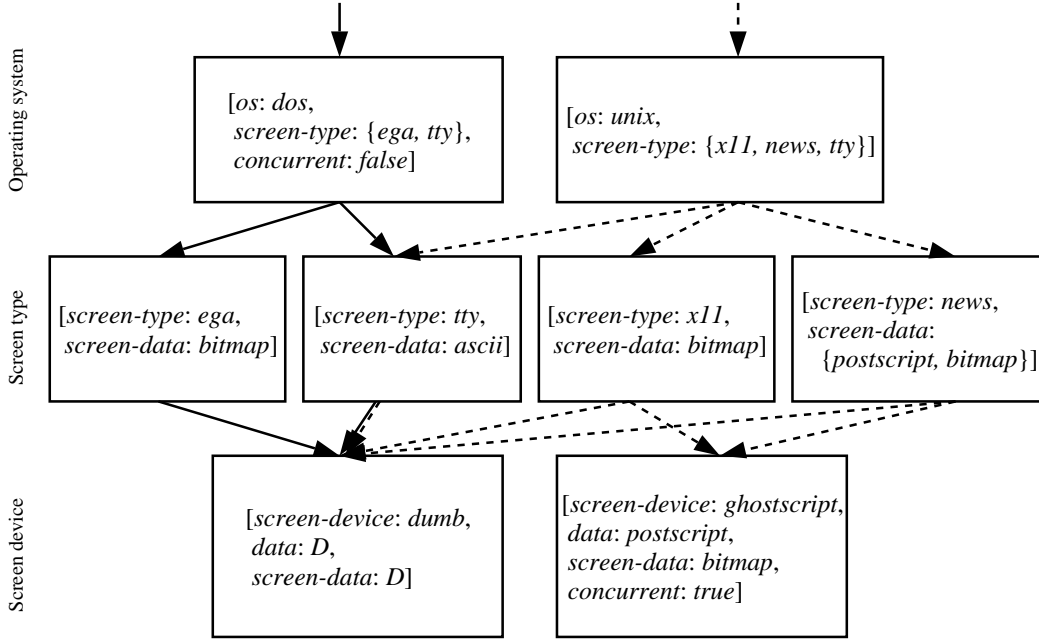 Operating system
[os: dos,
screen-type: {ega, tty},
concurrent: false]
[os: unix,
screen-type: {x11, news, tty}]
Screen type
[screen-type: ega,
screen-data: bitmap]
[screen-type: tty,
screen-data: ascii]
[screen-type: x11,
screen-data: bitmap]
[screen-type: news,
screen-data:
{postscript, bitmap}]
Screen device
[screen-device: dumb,
data: D,
screen-data: D]
[screen-device: ghostscript,
data: postscript,
screen-data: bitmap,
concurrent: true]